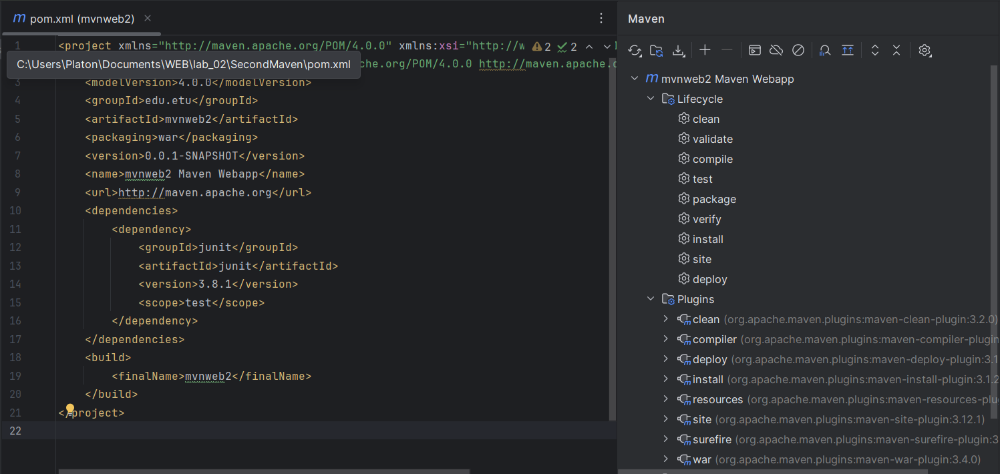 pom.xml (mvnweb2)
1 <project xmlns="http://maven.apache.org/POM/4.0.0" xmlns:xsi="http://w 2 2
C:\Users\Platon\Documents\WEB\lab_02\SecondMaven\pom.xml
che.org/POM/4.0.0 http://maven.apache.o
3 <modelVersion>4.0.0</modelVersion>
4 <groupId>edu.etu</groupId>
5 <artifactId>mvnweb2</artifactId>
6 <packaging>war</packaging>
7 <version>0.0.1-SNAPSHOT</version>
8 <name>mvnweb2 Maven Webapp</name>
9 <url>http://maven.apache.org</url>
10 <dependencies>
11 <dependency>
12 <groupId>junit</groupId>
13 <artifactId>junit</artifactId>
14 <version>3.8.1</version>
15 <scope>test</scope>
16 </dependency>
17 </dependencies>
18 <build>
19 <finalName>mvnweb2</finalName>
20 </build>
21 </project>
22
Maven
mvnweb2 Maven Webapp
Lifecycle
clean
validate
compile
test
package
verify
install
site
deploy
Plugins
clean (org.apache.maven.plugins:maven-clean-plugin:3.2.0)
compiler (org.apache.maven.plugins:maven-compiler-plugin
deploy (org.apache.maven.plugins:maven-deploy-plugin:3.1
install (org.apache.maven.plugins:maven-install-plugin:3.1.2
resources (org.apache.maven.plugins:maven-resources-plu
site (org.apache.maven.plugins:maven-site-plugin:3.12.1)
surefire (org.apache.maven.plugins:maven-surefire-plugin:3
war (org.apache.maven.plugins:maven-war-plugin:3.4.0)